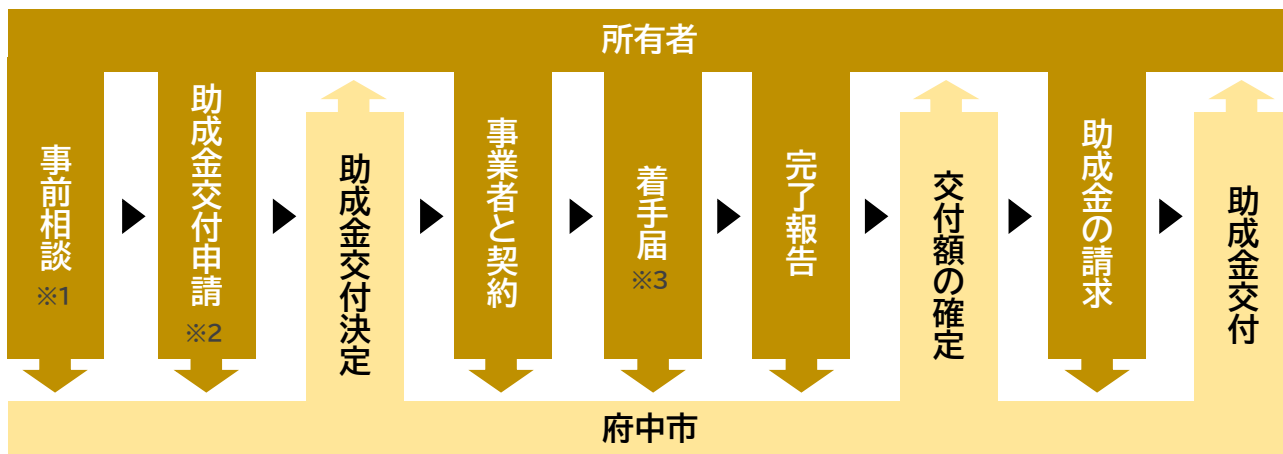 所有者
事前相談
※1
助成金交付申請
※2
助成金交付決定
事業者と契約
着手届
※3
完了報告
交付額の確定
助成金の請求
助成金交付
府中市